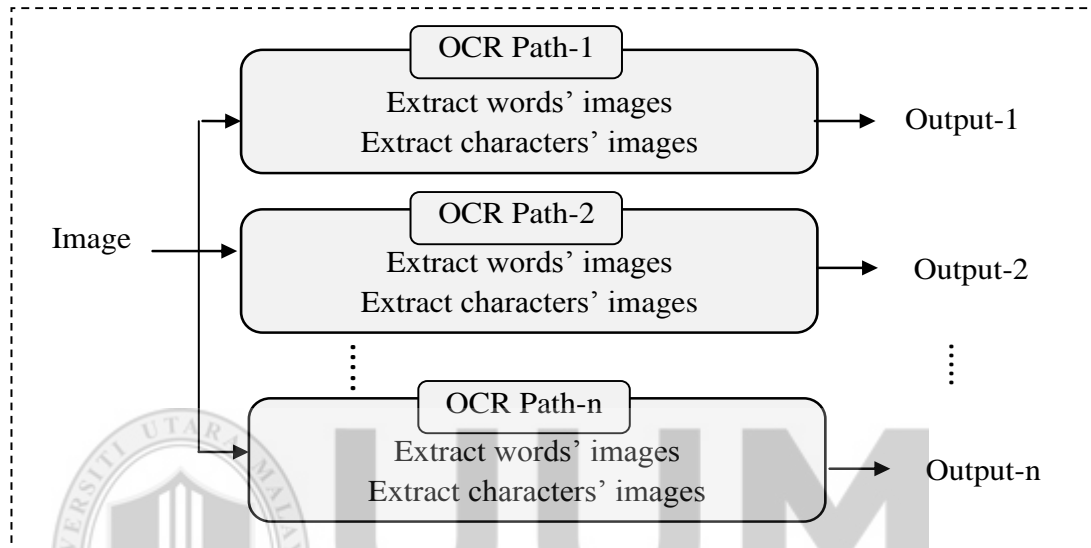 OCR Path-1
Extract words’ images
Extract characters’ images
Output-1
Image
OCR Path-2
Extract words’ images
Extract characters’ images
Output-2
OCR Path-n
Extract words’ images
Extract characters’ images
Output-n
UTARA
UUM